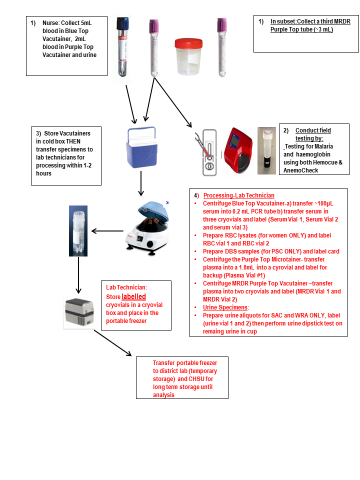 1) Nurse: Collect 5mL
blood in Blue Top
Vacutainer, 2mL
blood in Purple Top
Vacutainer and urine
1) In subset:Collect a third MRDR
Purple Top tube (~3 mL)
3) Store Vacutainers
in cold box THEN
transfer specimens to
lab technicians for
processing within 1-2
hours
2) Conduct field
testing by:
Testing for Malaria
and haemoglobin
using both Hemocue &
AnemoCheck
4) Processing-Lab Technician
• Centrifuge Blue Top Vacutainer-a) transfer ~100µL
serum into 0.2 mL PCR tube b) transfer serum in
three cryovials and label (Serum Vial 1, Serum Vial 2
and serum vial 3)
• Prepare RBC lysates (for women ONLY) and label
RBC vial 1 and RBC vial 2
• Prepare DBS samples (for PSC ONLY) and label card
• Centrifuge the Purple Top Microtainer- transfer
plasma into a 1.8mL into a cyrovial and label for
backup (Plasma Vial #1)
• Centrifuge MRDR Purple Top Vacutainer –transfer
plasma into two cryovials and label (MRDR Vial 1 and
MRDR Vial 2)
• Urine Specimens:
• Prepare urine aliquots for SAC and WRA ONLY, label
(urine vial 1 and 2) then perform urine dipstick test on
remaing urine in cup
Lab Technician:
Store labelled
cryovials in a cryovial
box and place in the
portable freezer
Transfer portable freezer
to district lab (temporary
storage) and CHSU for
long term storage until
analysis